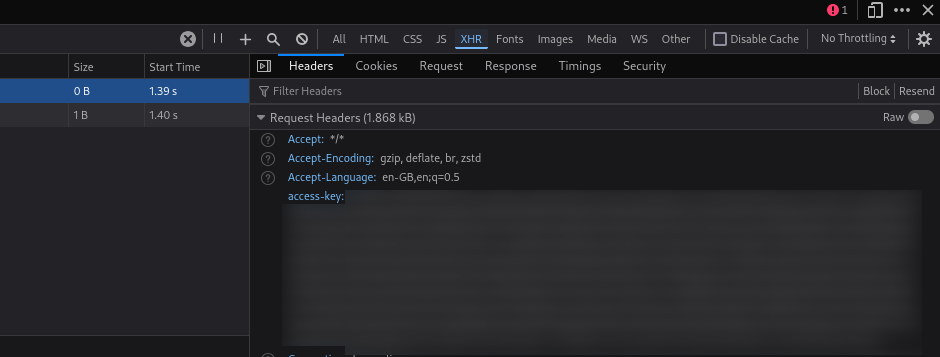 1
All HTML CSS JS XHR Fonts Images Media WS Other Disable Cache No Throttling
Size Start Time Headers Cookies Request Response Timings Security
0 B 1.39 s Filter Headers Block Resend
1 B 1.40 s Request Headers (1.868 kB) Raw
Accept: */*
Accept-Encoding: gzip, deflate, br, zstd
Accept-Language: en-GB,en;q=0.5
access-key: